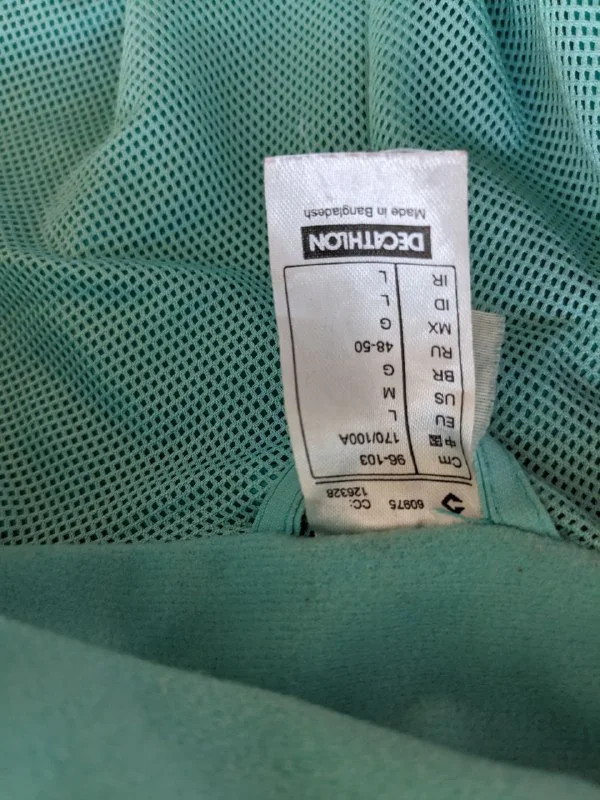 60975 CC:
126328
Cm 96-103
中国 170/100A
EU L
US M
BR G
RU 48-50
MX G
ID L
IR L
DECATHLON
Made in Bangladesh